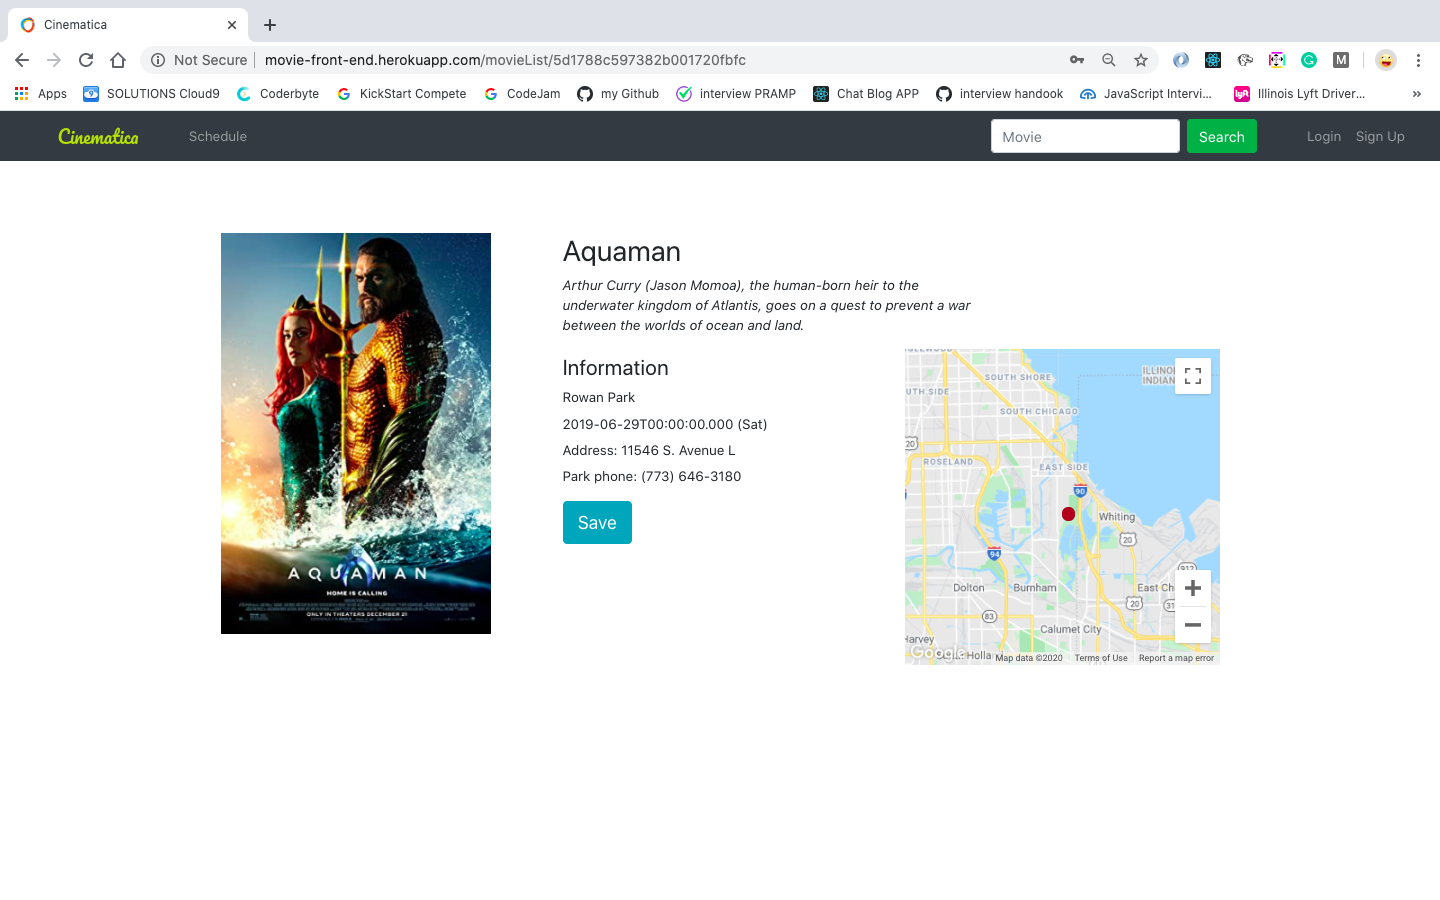 Cinematica
Not Secure
movie-front-end.herokuapp.com/movieList/5d1788c597382b001720fbfc
M
Apps
SOLUTIONS Cloud9
Coderbyte
KickStart Compete
CodeJam
my Github
interview PRAMP
Chat Blog APP
interview handook
JavaScript Intervi...
Illinois Lyft Driver...
»
Cinematica
Schedule
Movie
Search
Login
Sign Up
AQUAMAN
HOME IS CALLING
ONLY IN THEATERS DECEMBER 21
Aquaman
Arthur Curry (Jason Momoa), the human-born heir to the
underwater kingdom of Atlantis, goes on a quest to prevent a war
between the worlds of ocean and land.
Information
Rowan Park
2019-06-29T00:00:00.000 (Sat)
Address: 11546 S. Avenue L
Park phone: (773) 646-3180
Save
SOUTH SHORE
UTH SIDE
SOUTH CHICAGO
20
ROSELAND
EAST SIDE
90
Whiting
20
94
912
Dolton
Burnham
East Ch
20
83
Calumet City
Harvey
Google
Holla
Map data ©2020
Terms of Use
Report a map error